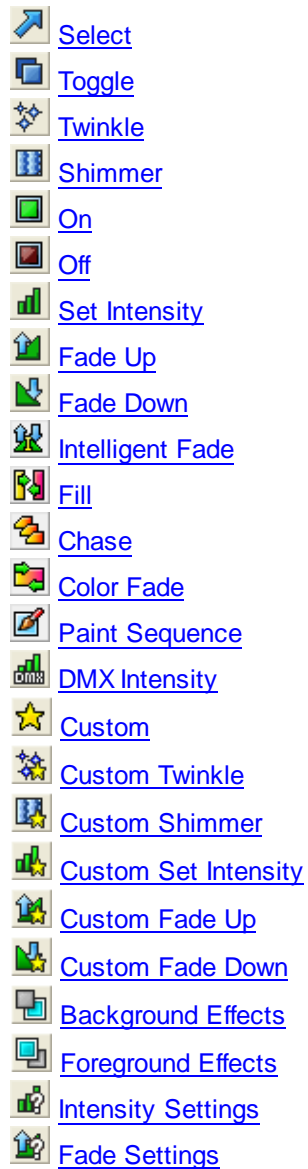 Select
Toggle
Twinkle
Shimmer
On
Off
Set Intensity
Fade Up
Fade Down
Intelligent Fade
Fill
Chase
Color Fade
Paint Sequence
DMX DMX Intensity
Custom
Custom Twinkle
Custom Shimmer
Custom Set Intensity
Custom Fade Up
Custom Fade Down
Background Effects
Foreground Effects
? Intensity Settings
? Fade Settings